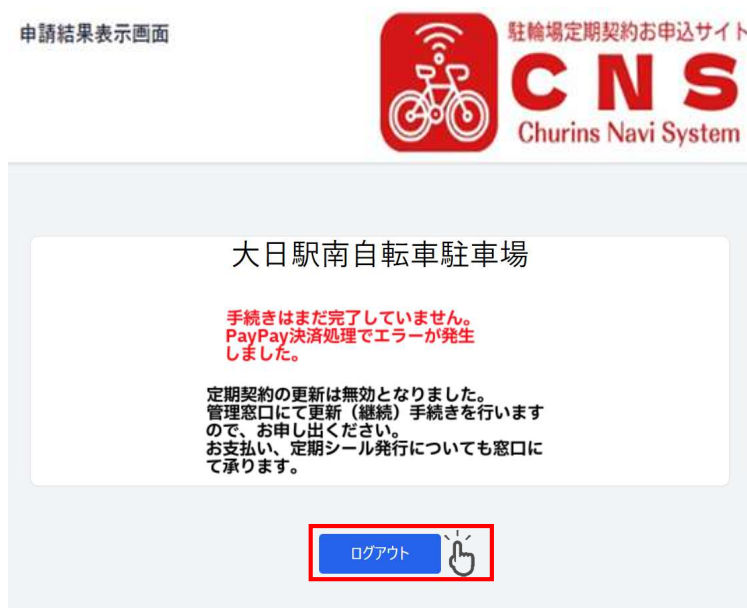 申請結果表示画面
駐輪場定期契約お申込サイト
CNS
Churins Navi System
大日駅南自転車駐車場
手続きはまだ完了していません。
PayPay決済処理でエラーが発生
しました。
定期契約の更新は無効となりました。
管理窓口にて更新（継続）手続きを行います
ので、お申し出ください。
お支払い、定期シール発行についても窓口に
て承ります。
ログアウト